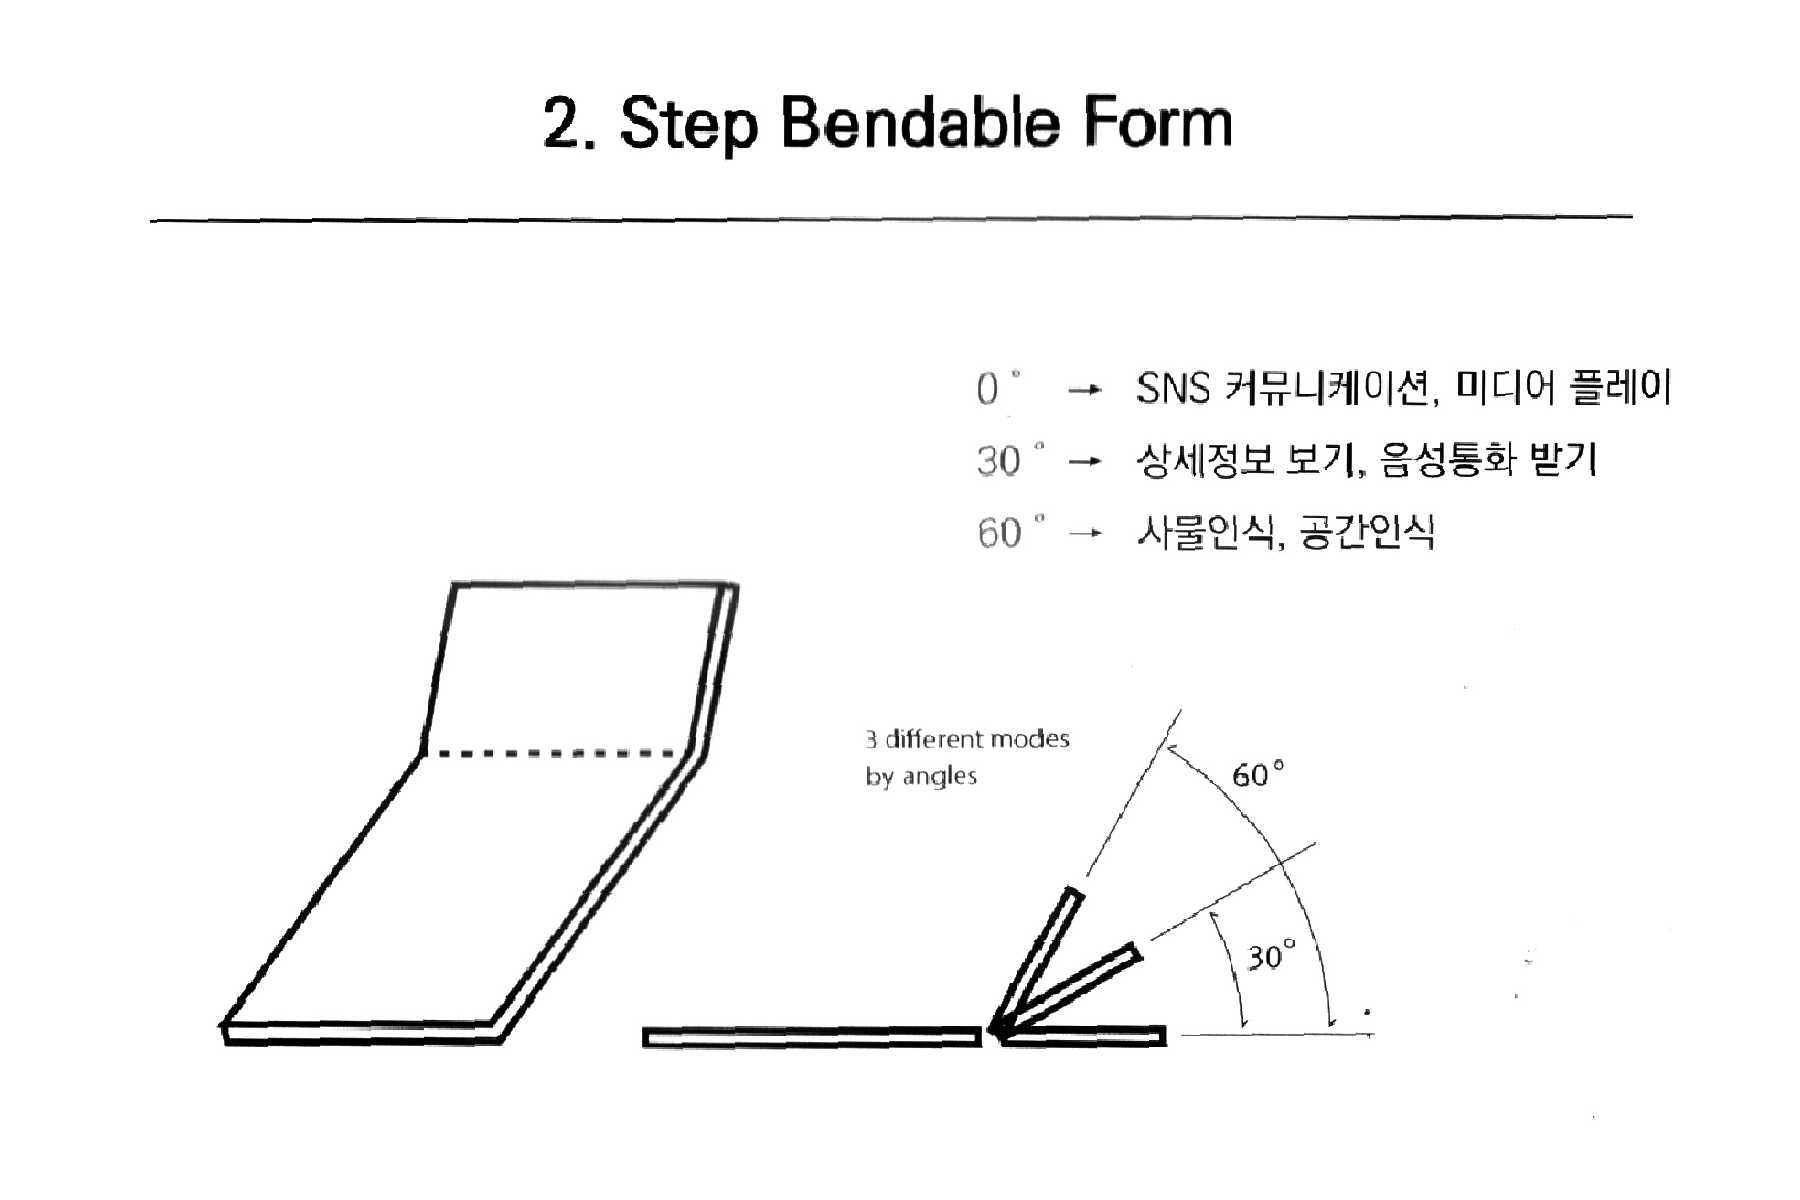 2. Step Bendable Form
0° → SNS 커뮤니케이션, 미디어 플레이
30° → 상세정보 보기, 음성통화 받기
60° → 사물인식, 공간인식
3 different modes
by angles
60°
30°